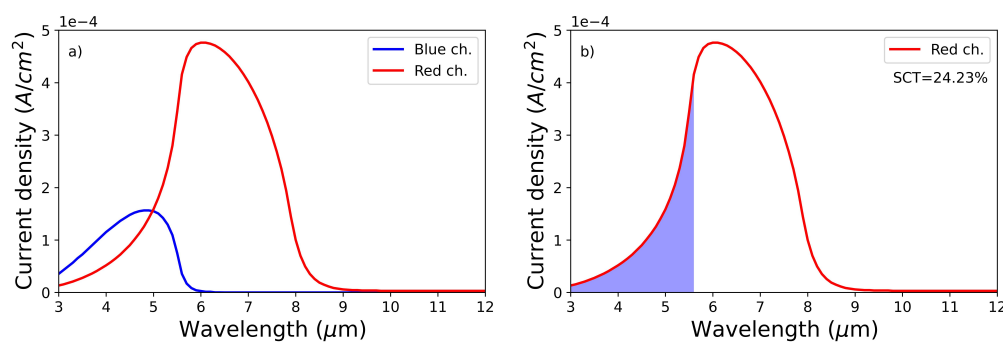 1e−4
a)
Blue ch.
Red ch.
Current density (A/cm²)
5
4
3
2
1
0
3 4 5 6 7 8 9 10 11 12
Wavelength (μm)
1e−4
b)
Red ch.
SCT=24.23%
Current density (A/cm²)
5
4
3
2
1
0
3 4 5 6 7 8 9 10 11 12
Wavelength (μm)